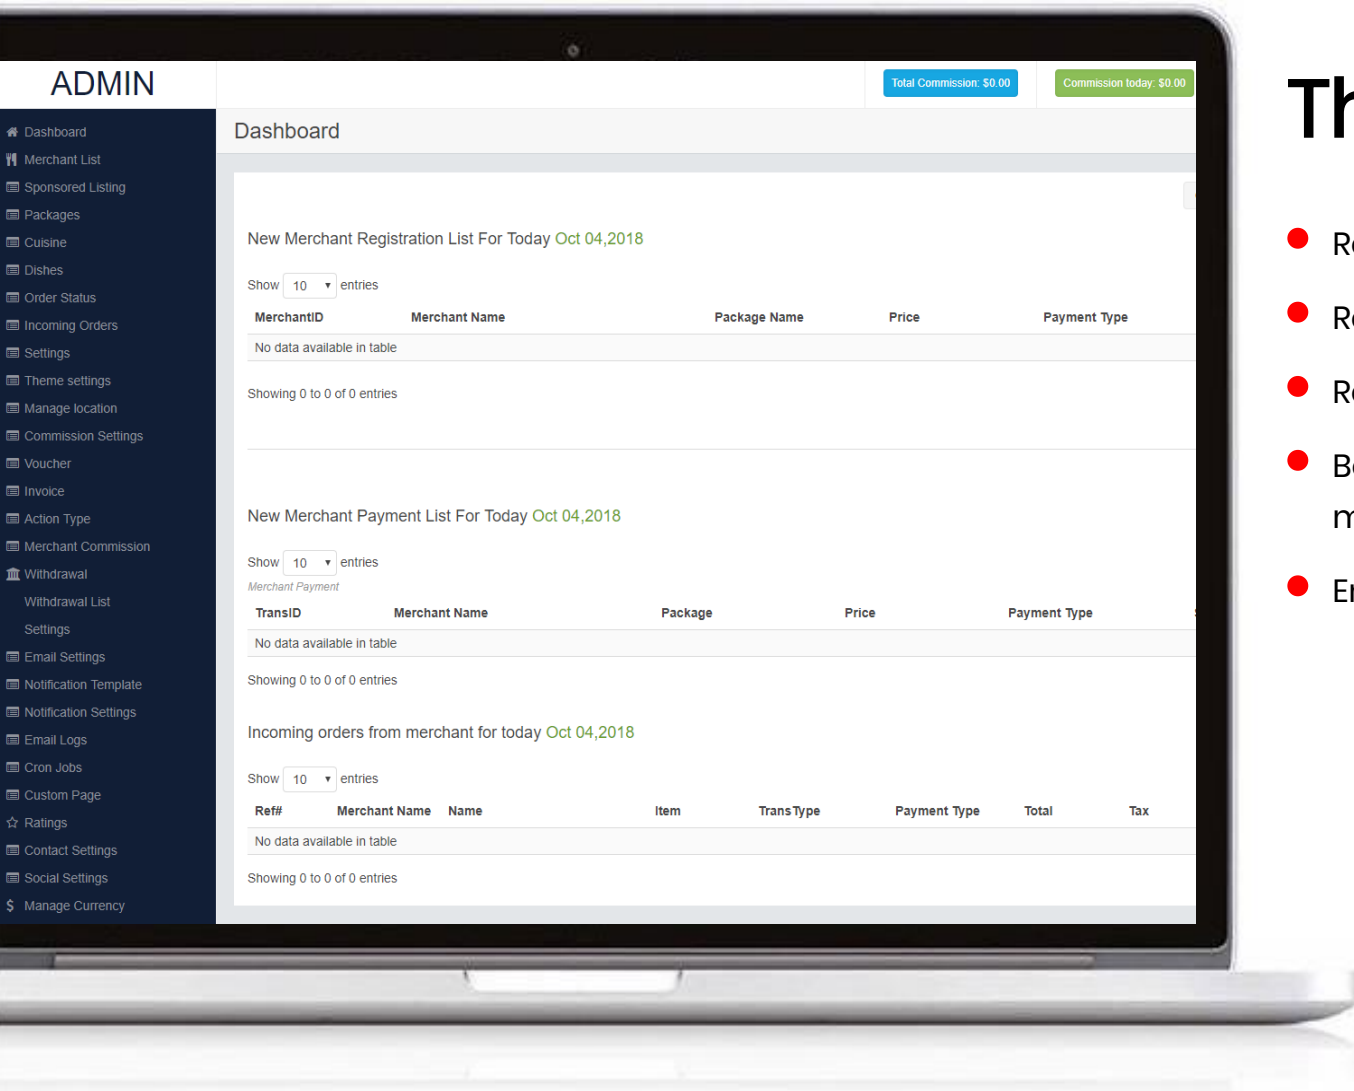 ADMIN
Total Commission: $0.00
Commission today: $0.00
Dashboard
Merchant List
Sponsored Listing
Packages
Cuisine
Dishes
Order Status
Incoming Orders
Settings
Theme settings
Manage location
Commission Settings
Voucher
Invoice
Action Type
Merchant Commission
Withdrawal
Withdrawal List
Settings
Email Settings
Notification Template
Notification Settings
Email Logs
Cron Jobs
Custom Page
Ratings
Contact Settings
Social Settings
$ Manage Currency
Dashboard
New Merchant Registration List For Today Oct 04,2018
Show 10 entries
MerchantID Merchant Name Package Name Price Payment Type
No data available in table
Showing 0 to 0 of 0 entries
New Merchant Payment List For Today Oct 04,2018
Show 10 entries
Merchant Payment
TransID Merchant Name Package Price Payment Type
No data available in table
Showing 0 to 0 of 0 entries
Incoming orders from merchant for today Oct 04,2018
Show 10 entries
Ref# Merchant Name Name Item TransType Payment Type Total Tax
No data available in table
Showing 0 to 0 of 0 entries